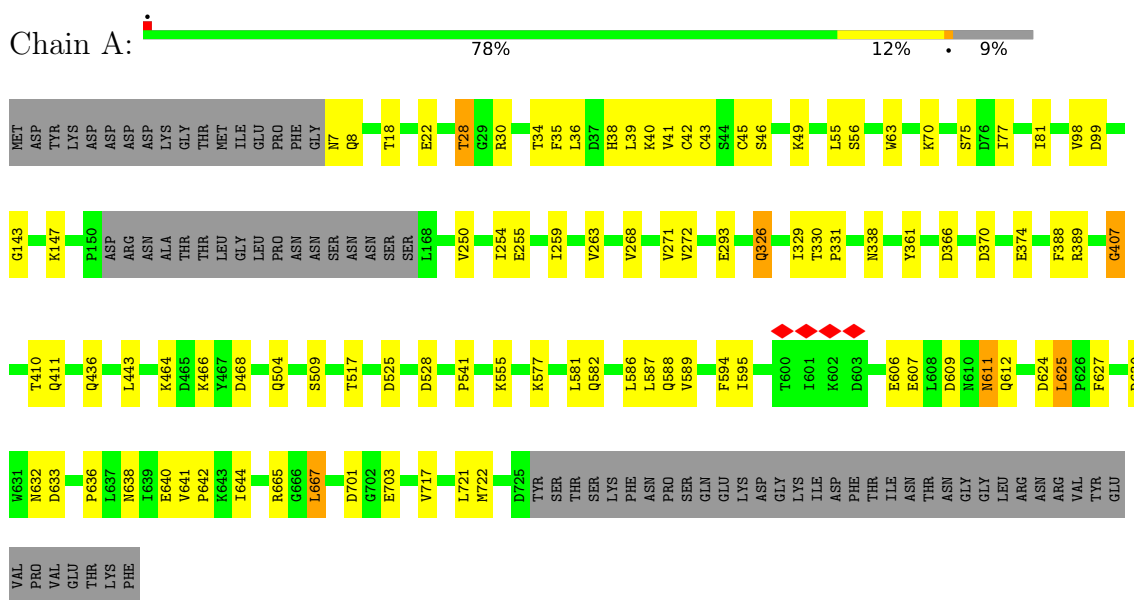 Chain A:
78% 12% • 9%
MET ASP TYR LYS ASP ASP ASP ASP LYS GLY THR MET ILE GLU PRO PHE GLY N7 Q8 T18 E22 T28 G29 R30 T34 F35 L36 D37 H38 L39 K40 V41 C42 C43 S44 C45 S46 K49 L55 S56 W63 K70 S75 D76 I77 I81 V98 D99
G143 K147 P150 ASP ARG ASN ALA THR THR LEU GLY LEU PRO ASN ASN SER ASN ASN SER SER L168 V250 I254 E255 I259 V263 V268 V271 V272 E293 Q326 I329 T330 P331 N338 Y361 D366 D370 E374 F388 R389 G407
T410 Q411 Q436 L443 K464 D465 K466 Y467 D468 Q504 S509 T517 D525 D528 P541 K555 K577 L581 Q582 L586 L587 Q588 V589 F594 I595 T600 I601 K602 D603 E606 E607 L608 D609 N610 N611 Q612 D624 L625 P626 F627
W631 N632 D633 P636 L637 N638 I639 E640 V641 P642 K643 I644 R665 G666 L667 D701 G702 E703 V717 L721 M722 D725 TYR SER THR SER LYS PHE ASN PRO SER GLN GLU LYS ASP GLY LYS ILE ASP PHE THR ILE ASN THR ASN GLY GLY LEU ARG ASN ARG VAL TYR GLU
VAL PRO VAL GLU THR LYS PHE